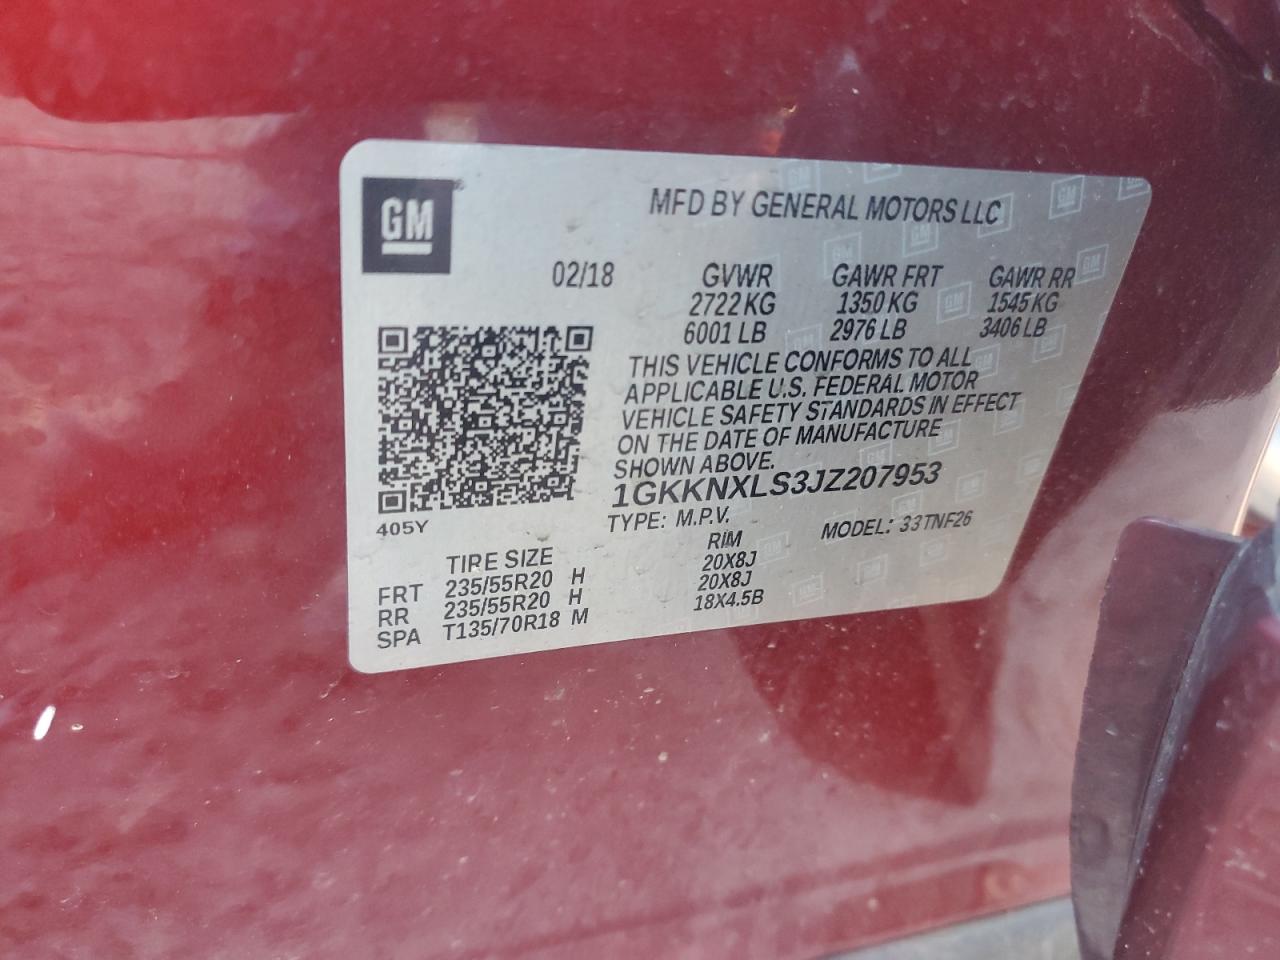 GM
MFD BY GENERAL MOTORS LLC
02/18 GVWR GAWR FRT GAWR RR
2722 KG 1350 KG 1545 KG
6001 LB 2976 LB 3406 LB
THIS VEHICLE CONFORMS TO ALL
APPLICABLE U.S. FEDERAL MOTOR
VEHICLE SAFETY STANDARDS IN EFFECT
ON THE DATE OF MANUFACTURE
SHOWN ABOVE.
1GKKNXLS3JZ207953
405Y
TYPE: M.P.V. MODEL: 33TNF26
TIRE SIZE RIM
FRT 235/55R20 H 20X8J
RR 235/55R20 H 20X8J
SPA T135/70R18 M 18X4.5B